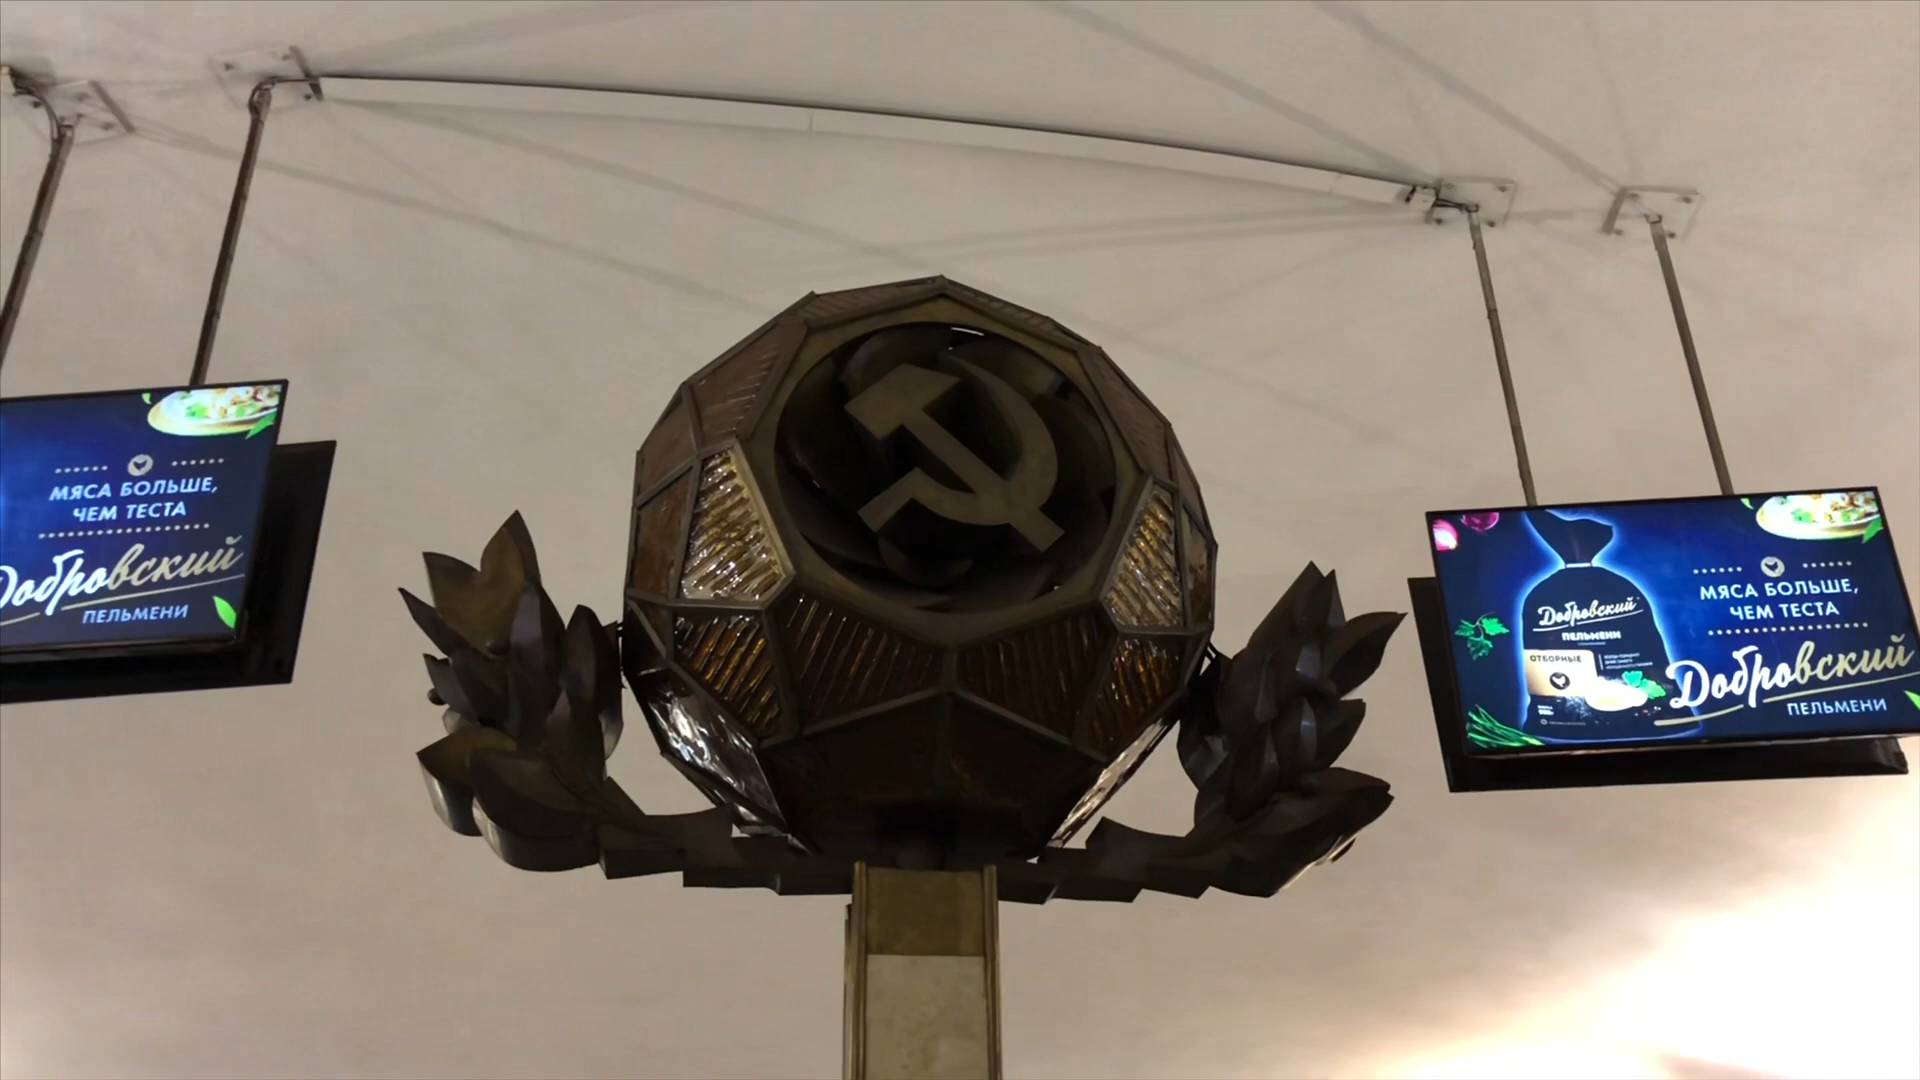 МЯСА БОЛЬШЕ,
ЧЕМ ТЕСТА
Добровский
ПЕЛЬМЕНИ
Добровский
ПЕЛЬМЕНИ
ОТБОРНЫЕ
МЯСА БОЛЬШЕ,
ЧЕМ ТЕСТА
Добровский
ПЕЛЬМЕНИ